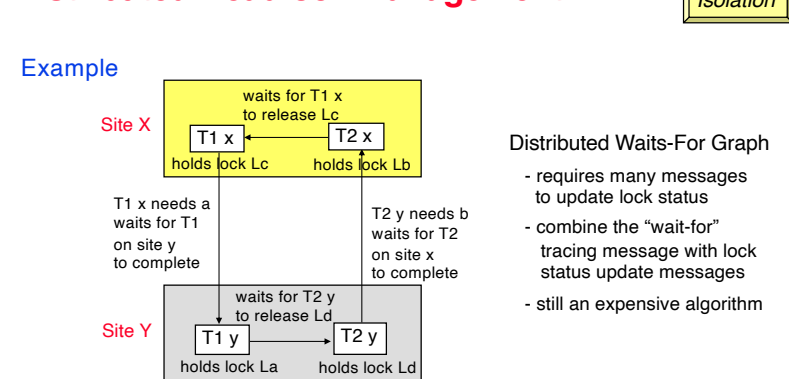 Isolation
Example
Site X
waits for T1 x
to release Lc
T1 x
T2 x
holds lock Lc
holds lock Lb
T1 x needs a
waits for T1
on site y
to complete
T2 y needs b
waits for T2
on site x
to complete
Site Y
waits for T2 y
to release Ld
T1 y
T2 y
holds lock La
holds lock Ld
Distributed Waits-For Graph
- requires many messages
to update lock status
- combine the “wait-for”
tracing message with lock
status update messages
- still an expensive algorithm